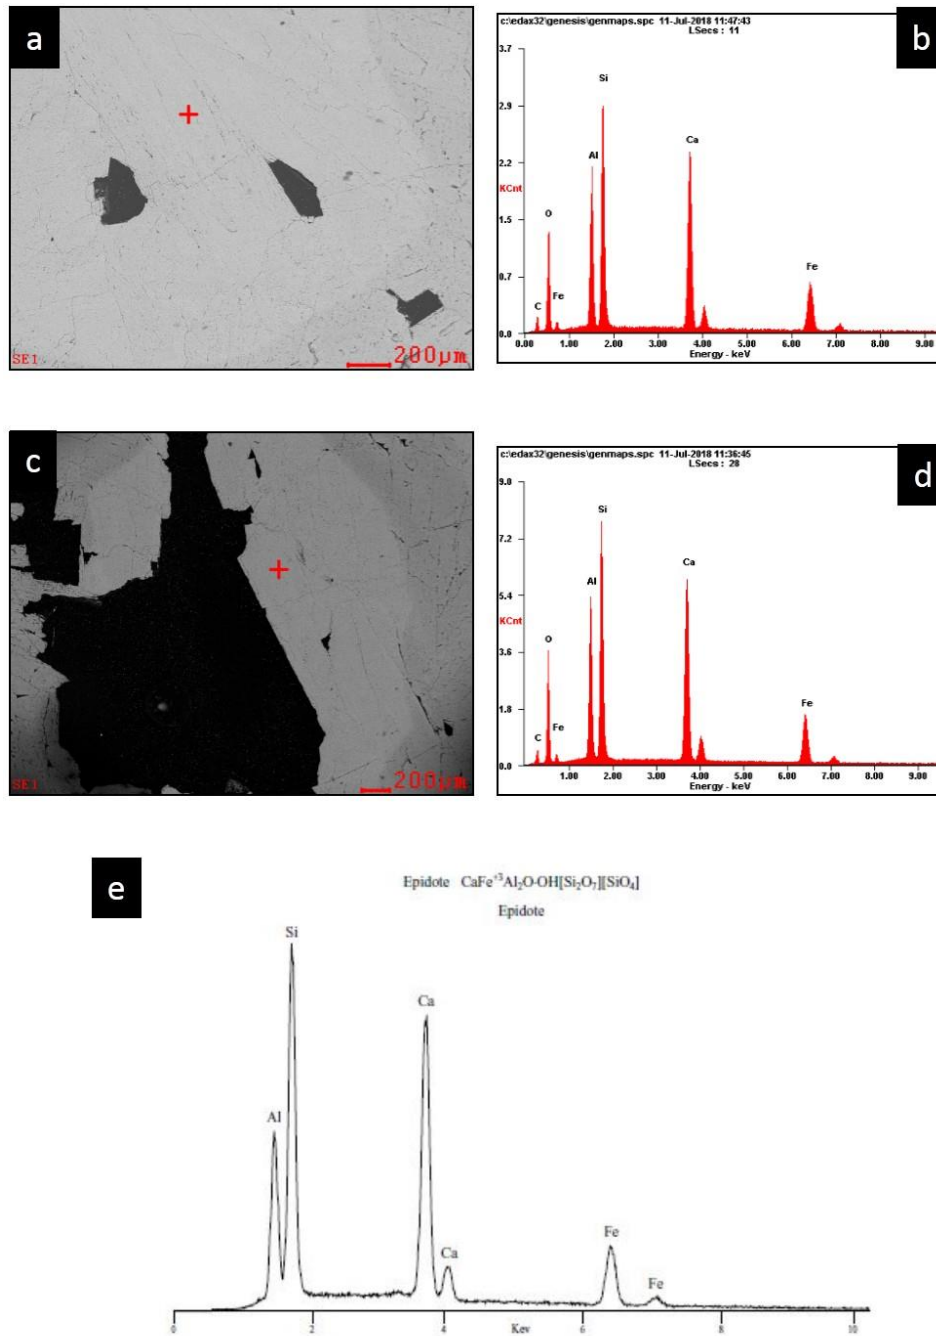 a
SE1
200µm
b
c:\edax32\genesis\genmaps.spc 11-Jul-2018 11:47:43
LSecs : 11
3.7
2.9
2.2
KCnt
1.5
0.7
0.0
Si
Ca
Al
O
Fe
C
Fe
0.00 1.00 2.00 3.00 4.00 5.00 6.00 7.00 8.00 9.00
Energy - keV
c
SE1
200µm
d
c:\edax32\genesis\genmaps.spc 11-Jul-2018 11:36:45
LSecs : 28
9.0
7.2
5.4
KCnt
3.6
1.8
0.0
Si
Ca
Al
O
Fe
Fe
C
1.00 2.00 3.00 4.00 5.00 6.00 7.00 8.00 9.00
Energy - keV
e
Epidote CaFe⁺³Al₂O·OH[Si₂O₇][SiO₄]
Epidote
Si
Ca
Al
Ca
Fe
Fe
0 2 4 6 8 10
Kev